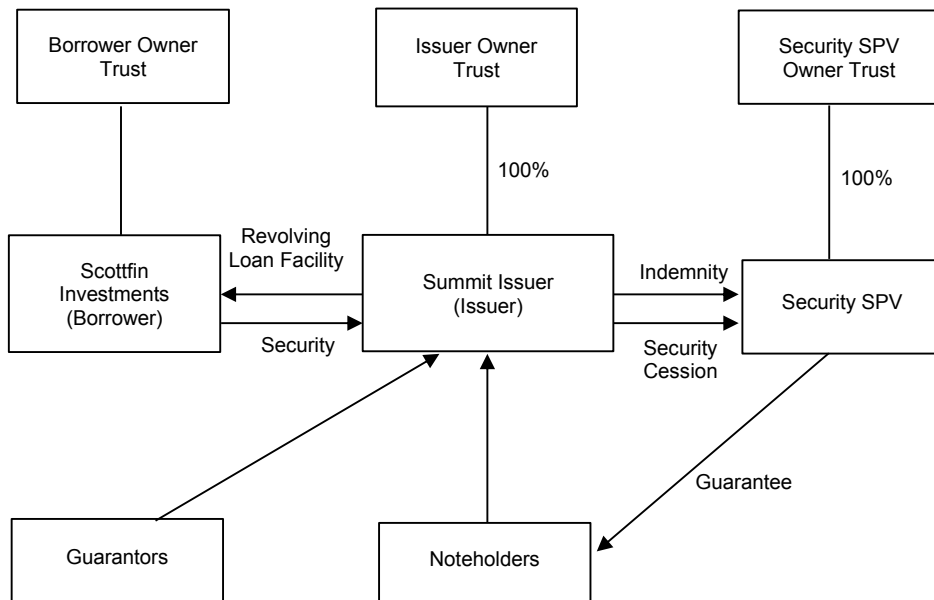 Borrower Owner
Trust
Issuer Owner
Trust
Security SPV
Owner Trust
100%
100%
Revolving
Loan Facility
Scottfin
Investments
(Borrower)
Summit Issuer
(Issuer)
Indemnity
Security SPV
Security
Security
Cession
Guarantee
Guarantors
Noteholders